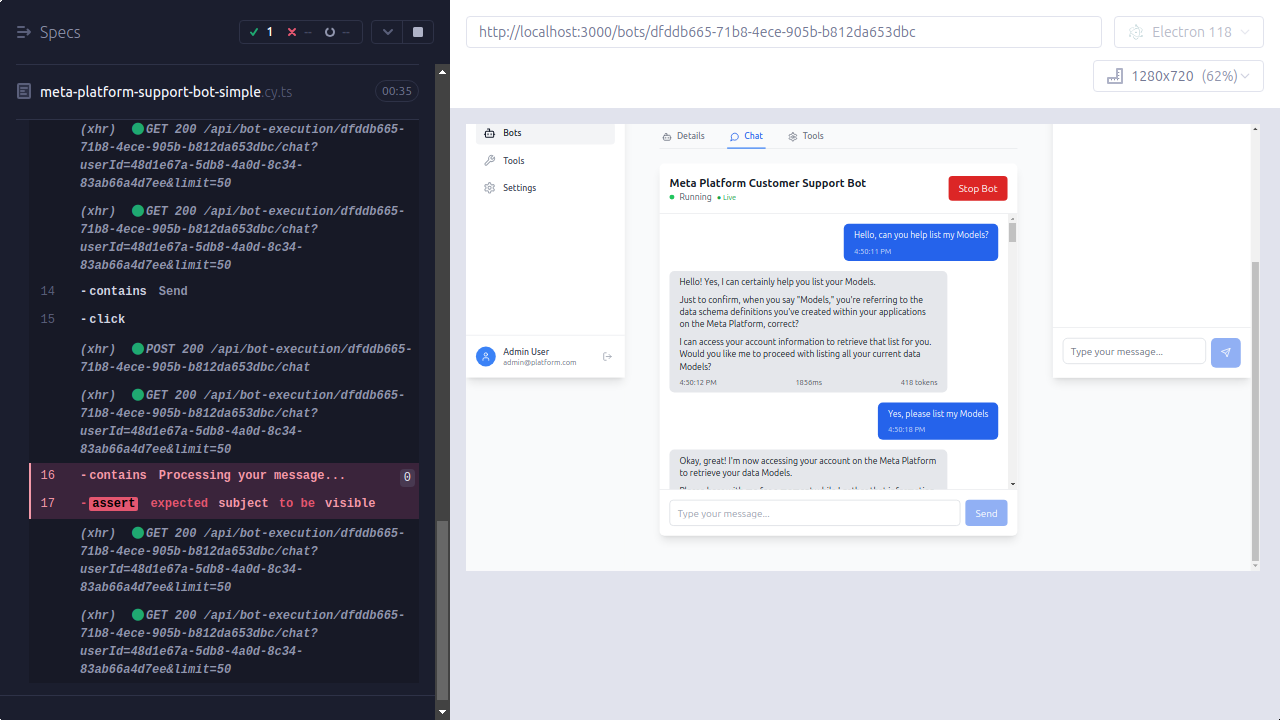 Specs
1
--
--
http://localhost:3000/bots/dfddb665-71b8-4ece-905b-b812da653dbc
Electron 118
1280x720 (62%)
meta-platform-support-bot-simple.cy.ts
00:35
(xhr) GET 200 /api/bot-execution/dfddb665-
71b8-4ece-905b-b812da653dbc/chat?
userId=48d1e67a-5db8-4a0d-8c34-
83ab66a4d7ee&limit=50
(xhr) GET 200 /api/bot-execution/dfddb665-
71b8-4ece-905b-b812da653dbc/chat?
userId=48d1e67a-5db8-4a0d-8c34-
83ab66a4d7ee&limit=50
14 -contains Send
15 -click
(xhr) POST 200 /api/bot-execution/dfddb665-
71b8-4ece-905b-b812da653dbc/chat
(xhr) GET 200 /api/bot-execution/dfddb665-
71b8-4ece-905b-b812da653dbc/chat?
userId=48d1e67a-5db8-4a0d-8c34-
83ab66a4d7ee&limit=50
16 -contains Processing your message... 0
17 -assert expected subject to be visible
(xhr) GET 200 /api/bot-execution/dfddb665-
71b8-4ece-905b-b812da653dbc/chat?
userId=48d1e67a-5db8-4a0d-8c34-
83ab66a4d7ee&limit=50
(xhr) GET 200 /api/bot-execution/dfddb665-
71b8-4ece-905b-b812da653dbc/chat?
userId=48d1e67a-5db8-4a0d-8c34-
83ab66a4d7ee&limit=50
Bots
Tools
Settings
Admin User
admin@platform.com
Details
Chat
Tools
Meta Platform Customer Support Bot
Running
Live
Stop Bot
Hello, can you help list my Models?
4:50:11 PM
Hello! Yes, I can certainly help you list your Models.
Just to confirm, when you say "Models," you're referring to the
data schema definitions you've created within your applications
on the Meta Platform, correct?
I can access your account information to retrieve that list for you.
Would you like me to proceed with listing all your current data
Models?
4:50:12 PM
1856ms
418 tokens
Yes, please list my Models
4:50:18 PM
Okay, great! I'm now accessing your account on the Meta Platform
to retrieve your data Models.
Type your message...
Send
Type your message...